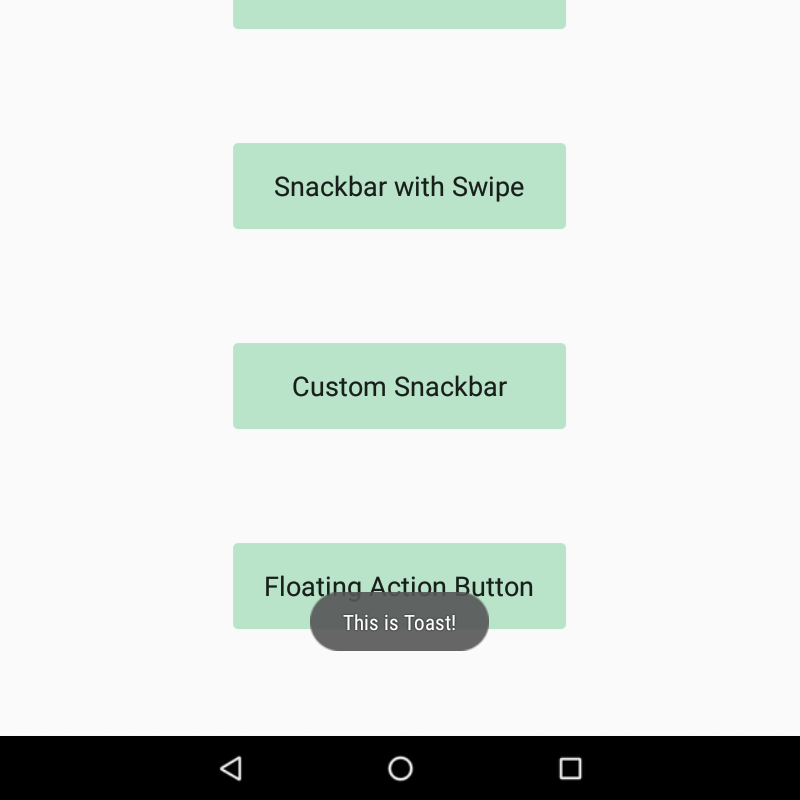 Snackbar with Swipe
Custom Snackbar
Floating Action Button
This is Toast!